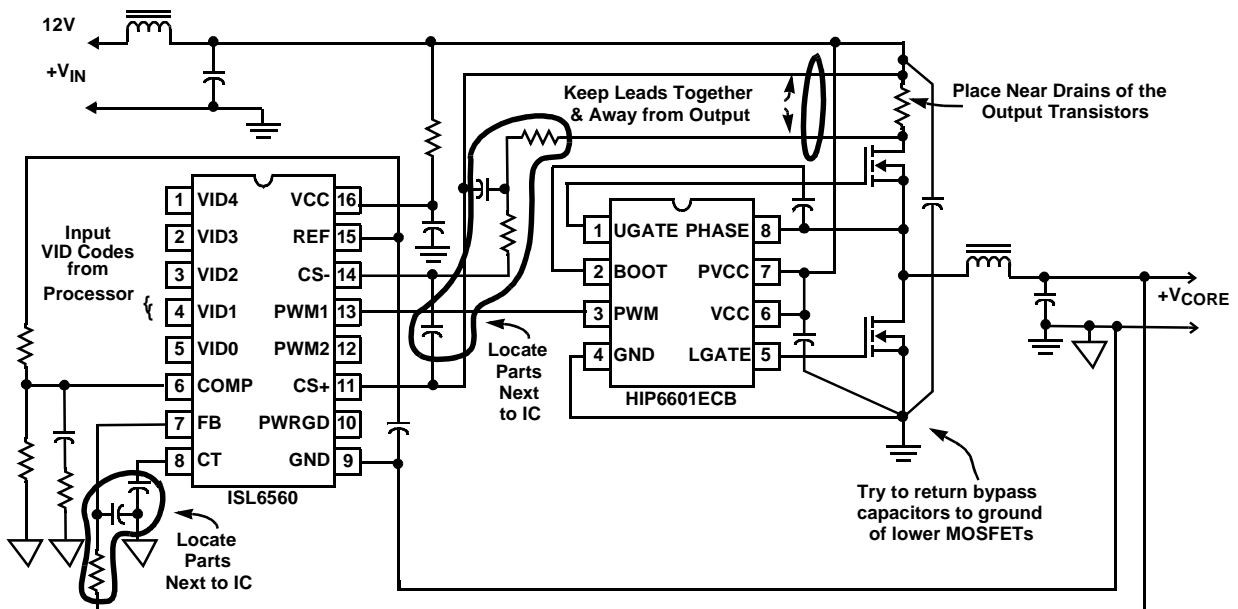 12V
+VIN
Keep Leads Together
& Away from Output
Place Near Drains of the
Output Transistors
Input
VID Codes
from
Processor
{
{
1 VID4 VCC 16
2 VID3 REF 15
3 VID2 CS- 14
4 VID1 PWM1 13
5 VID0 PWM2 12
6 COMP CS+ 11
7 FB PWRGD 10
8 CT GND 9
ISL6560
1 UGATE PHASE 8
2 BOOT PVCC 7
3 PWM VCC 6
4 GND LGATE 5
HIP6601ECB
+VCORE
Locate
Parts
Next
to IC
Locate
Parts
Next to IC
Try to return bypass
capacitors to ground
of lower MOSFETs